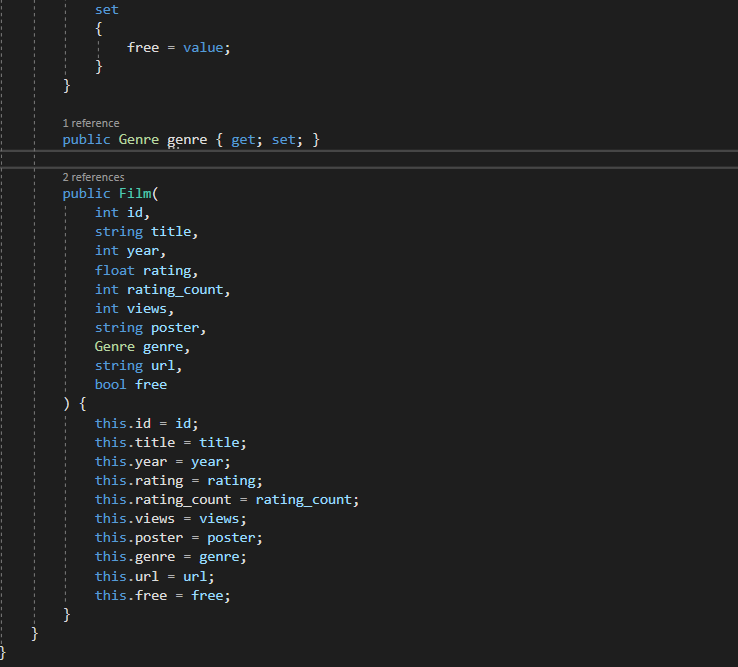 set
{
free = value;
}
}
1 reference
public Genre genre { get; set; }
2 references
public Film(
int id,
string title,
int year,
float rating,
int rating_count,
int views,
string poster,
Genre genre,
string url,
bool free
) {
this.id = id;
this.title = title;
this.year = year;
this.rating = rating;
this.rating_count = rating_count;
this.views = views;
this.poster = poster;
this.genre = genre;
this.url = url;
this.free = free;
}
}
}